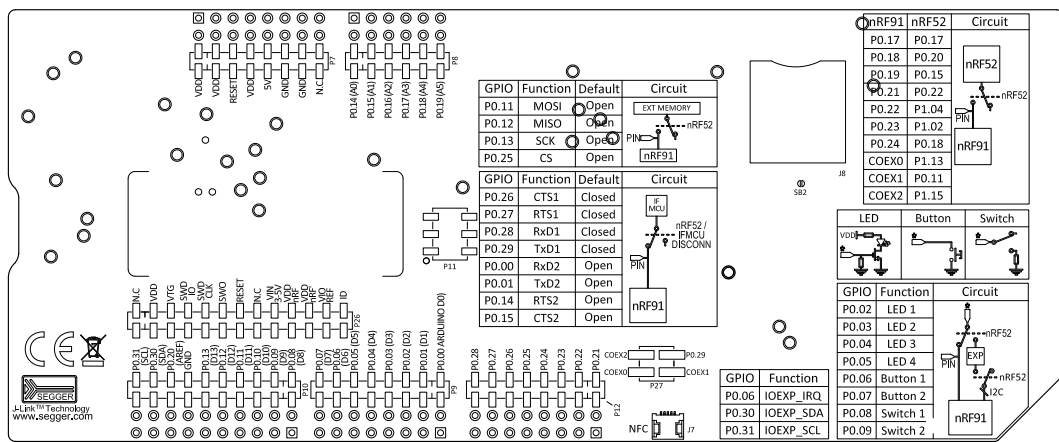 P7
VDD
VDD
RESET
VDD
5V
GND
GND
N.C
P8
P0.14 (A0)
P0.15 (A1)
P0.16 (A2)
P0.17 (A3)
P0.18 (A4)
P0.19 (A5)
GPIO Function Default Circuit
P0.11 MOSI Open
P0.12 MISO Open
P0.13 SCK Open
P0.25 CS Open
EXT MEMORY
nRF52
PIN
nRF91
GPIO Function Default Circuit
P0.26 CTS1 Closed
P0.27 RTS1 Closed
P0.28 RxD1 Closed
P0.29 TxD1 Closed
P0.00 RxD2 Open
P0.01 TxD2 Open
P0.14 RTS2 Open
P0.15 CTS2 Open
IF
MCU
nRF52 /
IFMCU
DISCONN
PIN
nRF91
J8
SB2
nRF91 nRF52 Circuit
P0.17 P0.17
P0.18 P0.20
P0.19 P0.15
P0.21 P0.22
P0.22 P1.04
P0.23 P1.02
P0.24 P0.18
COEX0 P1.13
COEX1 P0.11
COEX2 P1.15
nRF52
nRF52
PIN
nRF91
LED Button Switch
VDD
GPIO Function Circuit
P0.02 LED 1
P0.03 LED 2
P0.04 LED 3
P0.05 LED 4
P0.06 Button 1
P0.07 Button 2
P0.08 Switch 1
P0.09 Switch 2
nRF52
EXP
PIN
nRF52
I2C
nRF91
GPIO Function
P0.06 IOEXP_IRQ
P0.30 IOEXP_SDA
P0.31 IOEXP_SCL
P11
N.C
VDD
VTG
SWD
IO
SWD
CLK
SWO
RESET
N.C
VIN
3-5V
VDD
nRF
VDD
nRF
VIO
REF
ID
P26
P0.31
(SCL)
P0.30
(SDA)
P0.20
(AREF)
GND
P0.13
(D13)
P0.12
(D12)
P0.11
(D11)
P0.10
(D10)
P0.09
(D9)
P0.08
(D8)
P10
P0.07
(D7)
P0.06
(D6)
P0.05 (D5)
P0.04 (D4)
P0.03 (D3)
P0.02 (D2)
P0.01 (D1)
P0.00 ARDUINO D0)
P9
P0.28
P0.27
P0.26
P0.25
P0.24
P0.23
P0.22
P0.21
P12
COEX2
P0.29
COEX0
COEX1
P27
NFC
J7
CE
SEGGER
J-Link™ Technology
www.segger.com